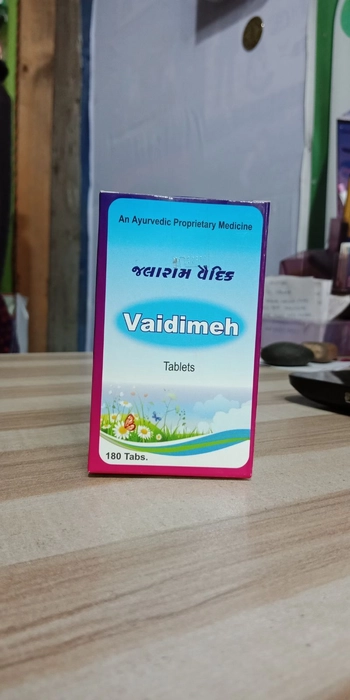 An Ayurvedic Proprietary Medicine
જલારામ વૈદિક
Vaidimeh
Tablets
180 Tabs.